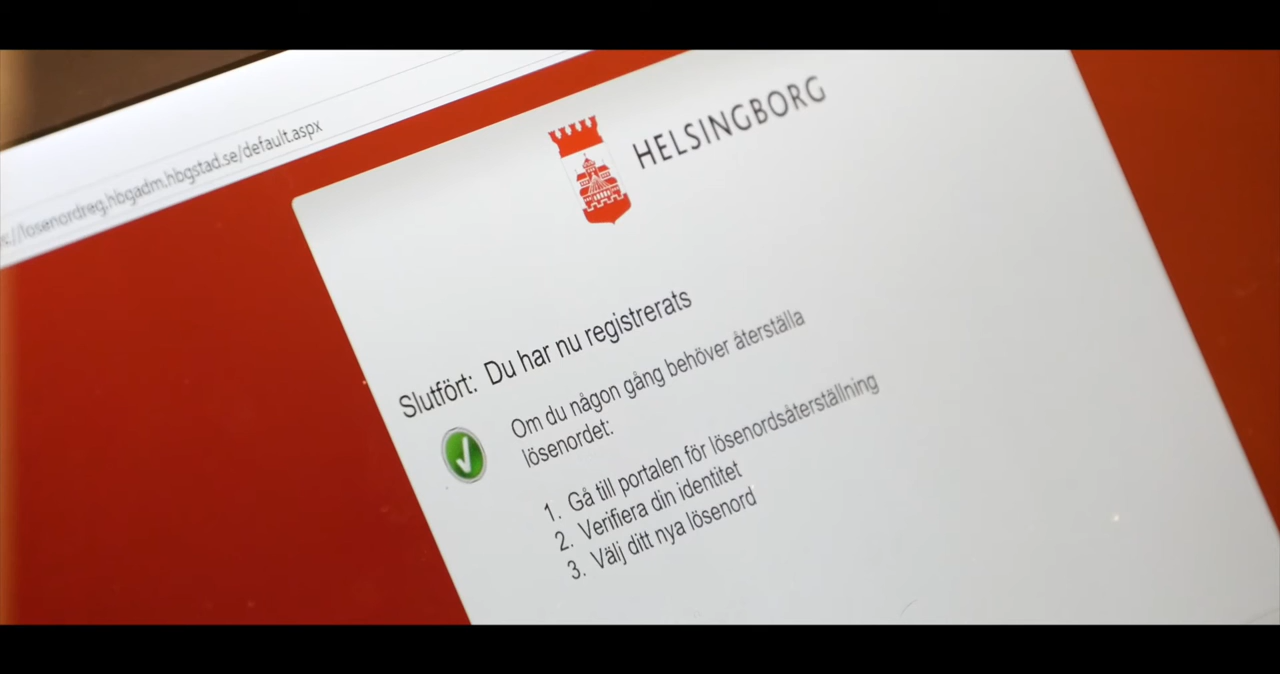 ://losenordreg.hbgadm.hbgstad.se/default.aspx
HELSINGBORG
Slutfört: Du har nu registrerats
Om du någon gång behöver återställa
lösenordet:
1. Gå till portalen för lösenordsåterställning
2. Verifiera din identitet
3. Välj ditt nya lösenord